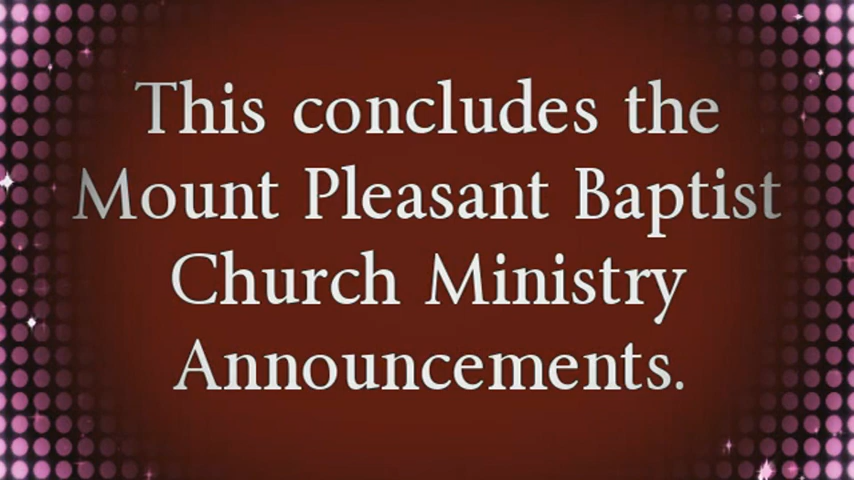 This concludes the
Mount Pleasant Baptist
Church Ministry
Announcements.